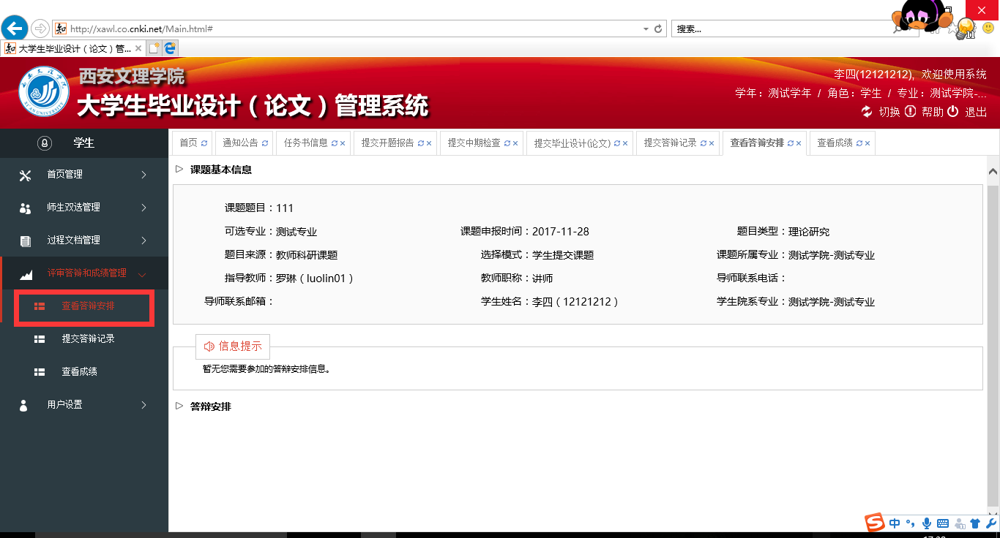 http://xawl.co.cnki.net/Main.html#
搜索...
大学生毕业设计（论文）管...
11
西安文理学院
大学生毕业设计（论文）管理系统
李四(12121212)，欢迎使用系统
学年：测试学年 / 角色：学生 / 专业：测试学院-...
切换 帮助 退出
学生
首页 通知公告 任务书信息 提交开题报告 提交中期检查 提交毕业设计(论文) 提交答辩记录 查看答辩安排 查看成绩
首页管理
师生双选管理
过程文档管理
评审答辩和成绩管理
查看答辩安排
提交答辩记录
查看成绩
用户设置
课题基本信息
课题题目：111
可选专业：测试专业 课题申报时间：2017-11-28 题目类型：理论研究
题目来源：教师科研课题 选择模式：学生提交课题 课题所属专业：测试学院-测试专业
指导教师：罗琳（luolin01） 教师职称：讲师 导师联系电话：
导师联系邮箱： 学生姓名：李四（12121212） 学生院系专业：测试学院-测试专业
信息提示
暂无您需要参加的答辩安排信息。
答辩安排
中